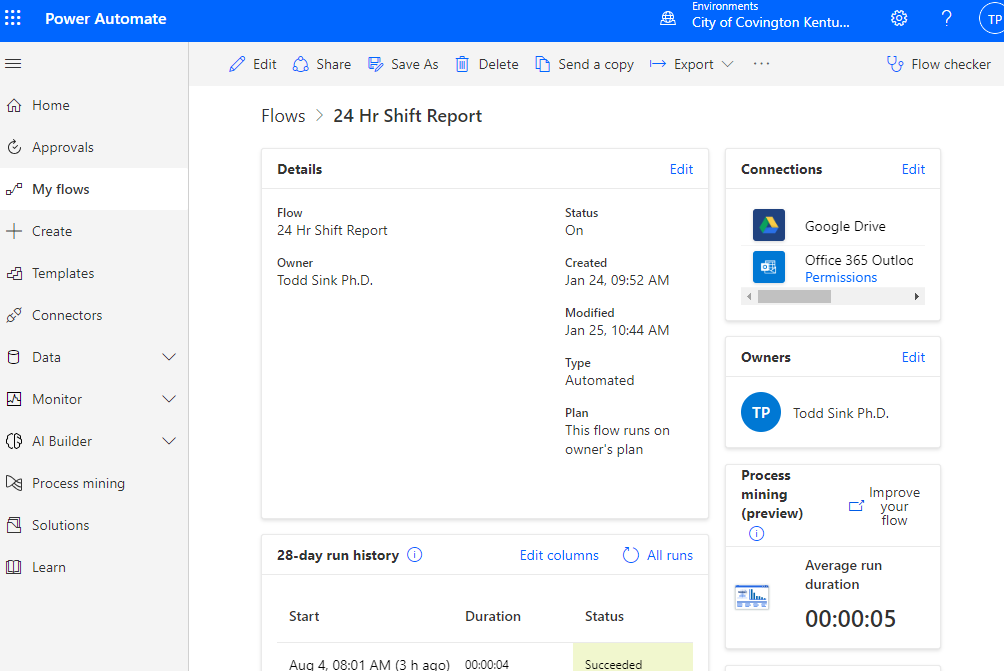 Power Automate
Environments
City of Covington Kentu...
?
TP
Edit
Share
Save As
Delete
Send a copy
Export
...
Flow checker
Home
Approvals
My flows
Create
Templates
Connectors
Data
Monitor
AI Builder
Process mining
Solutions
Learn
Flows > 24 Hr Shift Report
Details
Edit
Flow
24 Hr Shift Report
Owner
Todd Sink Ph.D.
Status
On
Created
Jan 24, 09:52 AM
Modified
Jan 25, 10:44 AM
Type
Automated
Plan
This flow runs on
owner's plan
28-day run history
Edit columns
All runs
Start Duration Status
Aug 4, 08:01 AM (3 h ago) 00:00:04 Succeeded
Connections
Edit
Google Drive
Office 365 Outloc
Permissions
Owners
Edit
TP
Todd Sink Ph.D.
Process
mining
(preview)
Improve
your
flow
Average run
duration
00:00:05